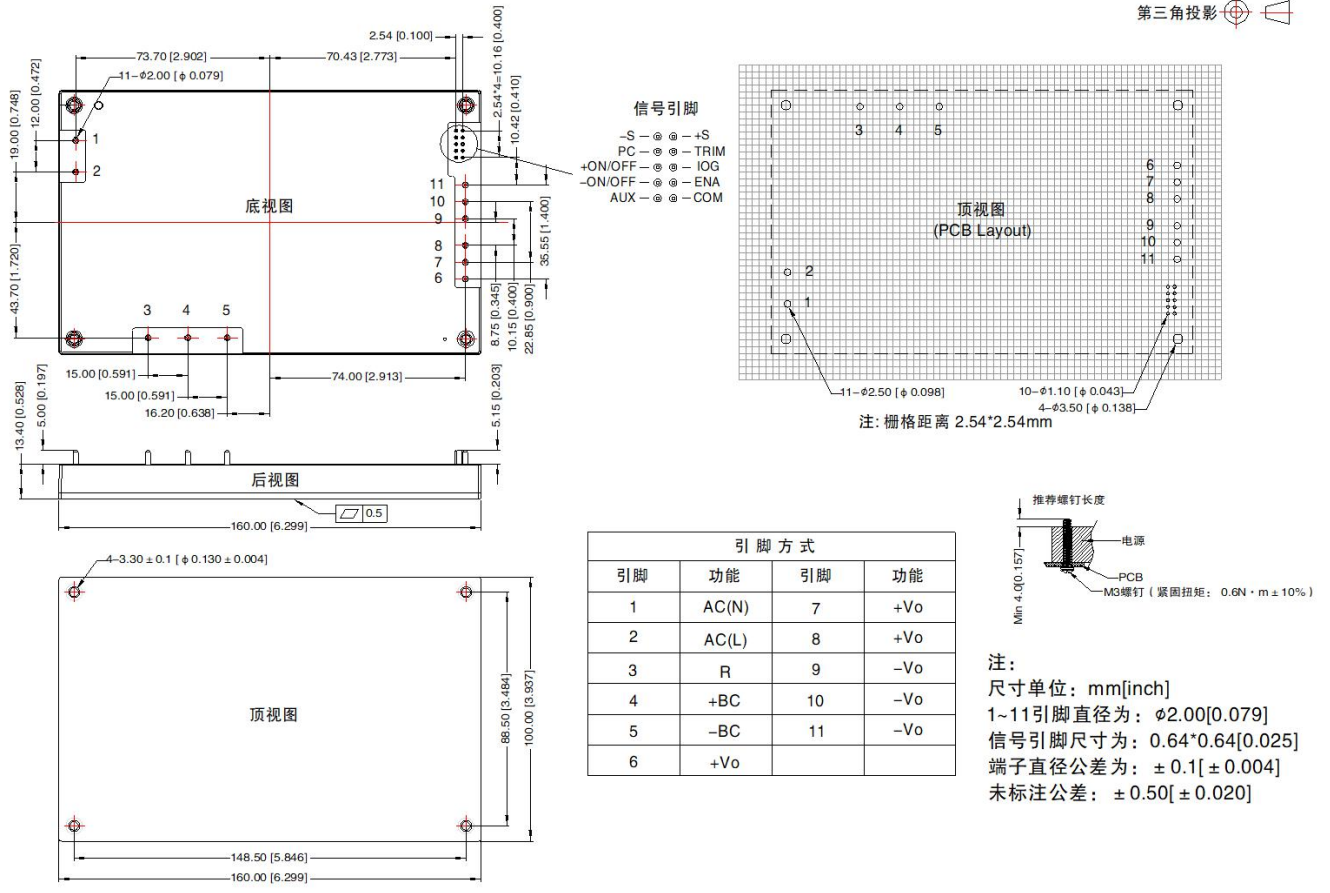 第三角投影
2.54 [0.100]
73.70 [2.902]
70.43 [2.773]
11-Φ2.00 [ϕ 0.079]
12.00 [0.472]
19.00 [0.748]
43.70 [1.720]
2.54*4=10.16 [0.400]
10.42 [0.410]
1
2
底视图
11
10
9
8
7
6
3
4
5
35.55 [1.400]
8.75 [0.345]
10.15 [0.400]
22.85 [0.900]
15.00 [0.591]
15.00 [0.591]
16.20 [0.638]
74.00 [2.913]
信号引脚
-S +S
PC TRIM
+ON/OFF IOG
-ON/OFF ENA
AUX COM
3 4 5
6
7
8
顶视图
(PCB Layout)
9
10
11
2
1
11-Φ2.50 [ϕ 0.098]
10-Φ1.10 [ϕ 0.043]
4-Φ3.50 [ϕ 0.138]
注: 栅格距离 2.54*2.54mm
13.40 [0.528]
5.00 [0.197]
5.15 [0.203]
后视图
0.5
160.00 [6.299]
4-3.30±0.1 [ϕ0.130±0.004]
顶视图
88.50 [3.484]
100.00 [3.937]
148.50 [5.846]
160.00 [6.299]
引脚方式
引脚 功能 引脚 功能
1 AC(N) 7 +Vo
2 AC(L) 8 +Vo
3 R 9 -Vo
4 +BC 10 -Vo
5 -BC 11 -Vo
6 +Vo
推荐螺钉长度
电源
PCB
M3螺钉(紧固扭矩: 0.6N·m±10%)
Min 4.0[0.157]
注:
尺寸单位: mm[inch]
1~11引脚直径为: Φ2.00[0.079]
信号引脚尺寸为: 0.64*0.64[0.025]
端子直径公差为: ±0.1[±0.004]
未标注公差: ±0.50[±0.020]